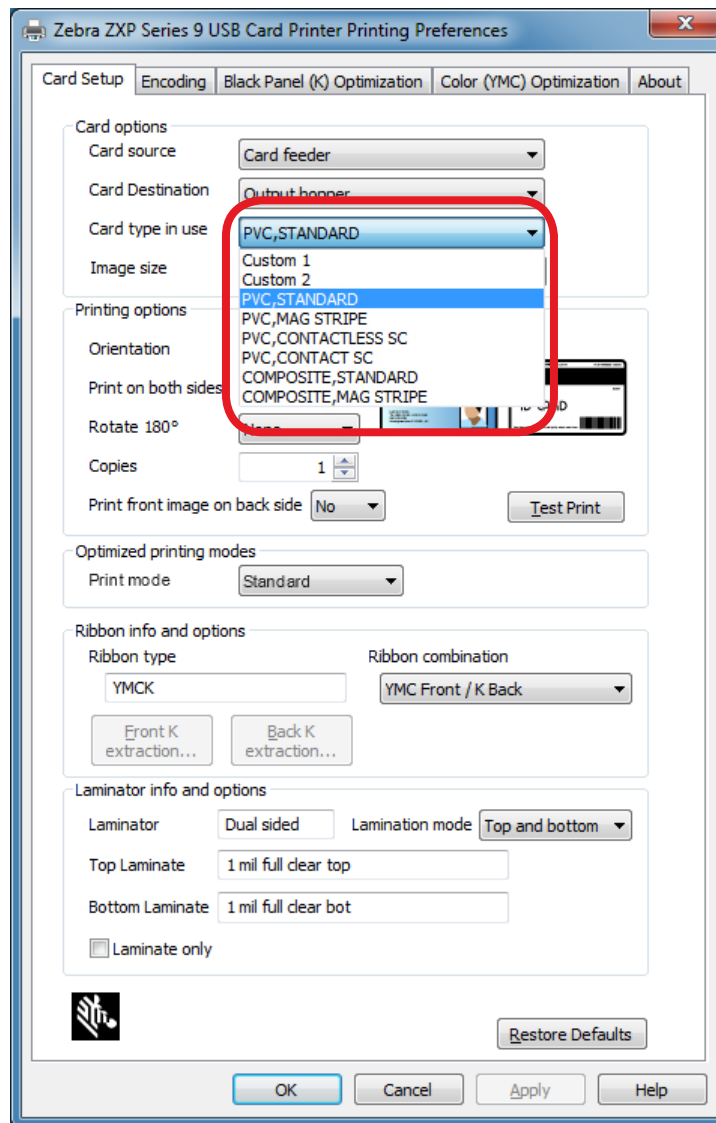 Zebra ZXP Series 9 USB Card Printer Printing Preferences
Card Setup Encoding Black Panel (K) Optimization Color (YMC) Optimization About
Card options
Card source Card feeder
Card Destination Output hopper
Card type in use PVC,STANDARD
Custom 1
Image size
Custom 2
PVC,STANDARD
Printing options
PVC,MAG STRIPE
PVC,CONTACTLESS SC
Orientation
PVC,CONTACT SC
COMPOSITE,STANDARD
Print on both sides
COMPOSITE,MAG STRIPE
ID CARD
Rotate 180° None
Copies 1
Print front image on back side No Test Print
Optimized printing modes
Print mode Standard
Ribbon info and options
Ribbon type Ribbon combination
YMCK YMC Front / K Back
Front K extraction... Back K extraction...
Laminator info and options
Laminator Dual sided Lamination mode Top and bottom
Top Laminate 1 mil full clear top
Bottom Laminate 1 mil full clear bot
Laminate only
Restore Defaults
OK Cancel Apply Help